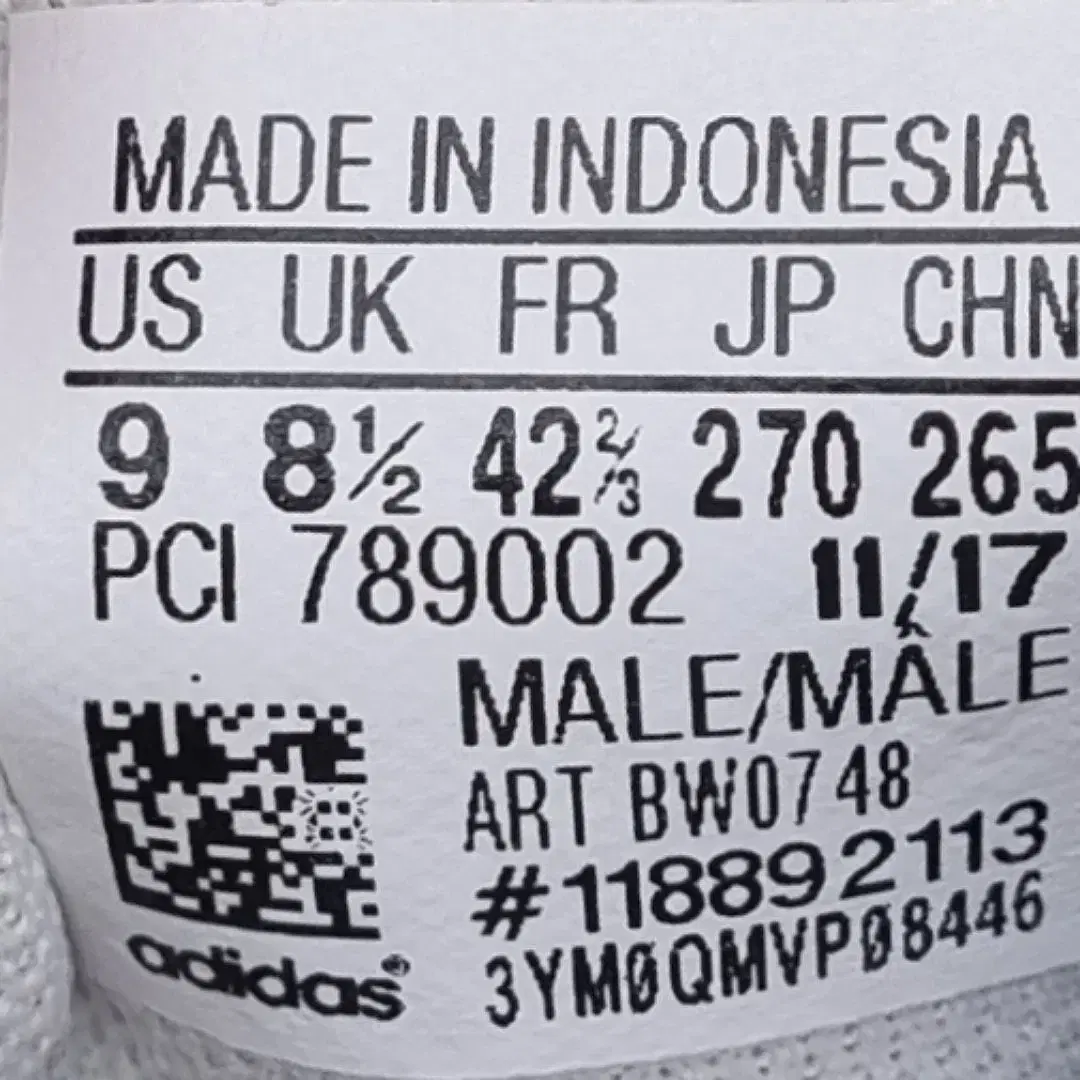 MADE IN INDONESIA
US UK FR JP CHN
9 8½ 42⅔ 270 265
PCI 789002 11/17
MALE/MÂLE
ART BW0748
#118892113
3YM0QMVP08446
adidas®